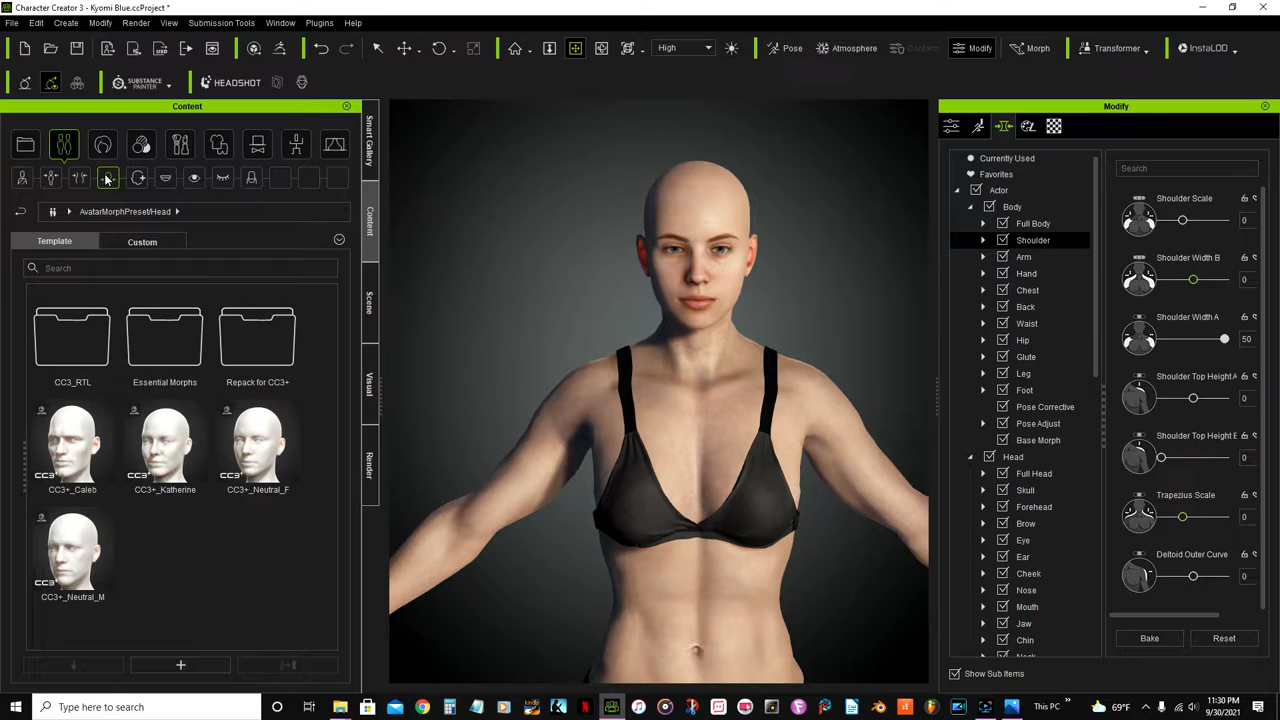 Character Creator 3 - Kyomi Blue.ccProject *
File Edit Create Modify Render Window Submission Tools Window Plugins Help
High Pose Atmosphere Conform Modify Morph Transformer InstaLOD
SUBSTANCE PAINTER HEADSHOT
Content
Smart Gallery
Content
Scene
Visual
Render
AvatarMorphPreset/Head
Template Custom
Search
CC3_RTL Essential Morphs Repack for CC3+
CC3+_Caleb CC3+_Katherine CC3+_Neutral_F
CC3+_Neutral_M
Modify
Currently Used
Favorites
Actor
Body
Full Body
Shoulder
Arm
Hand
Chest
Back
Waist
Hip
Glute
Leg
Foot
Pose Corrective
Pose Adjust
Base Morph
Head
Full Head
Skull
Forehead
Brow
Eye
Ear
Cheek
Nose
Mouth
Jaw
Chin
Show Sub Items
Search
Shoulder Scale
0
Shoulder Width B
0
Shoulder Width A
50
Shoulder Top Height A
0
Shoulder Top Height
0
Trapezius Scale
0
Deltoid Outer Curve
0
Bake Reset
Type here to search
This PC
69°F
11:30 PM
9/30/2021